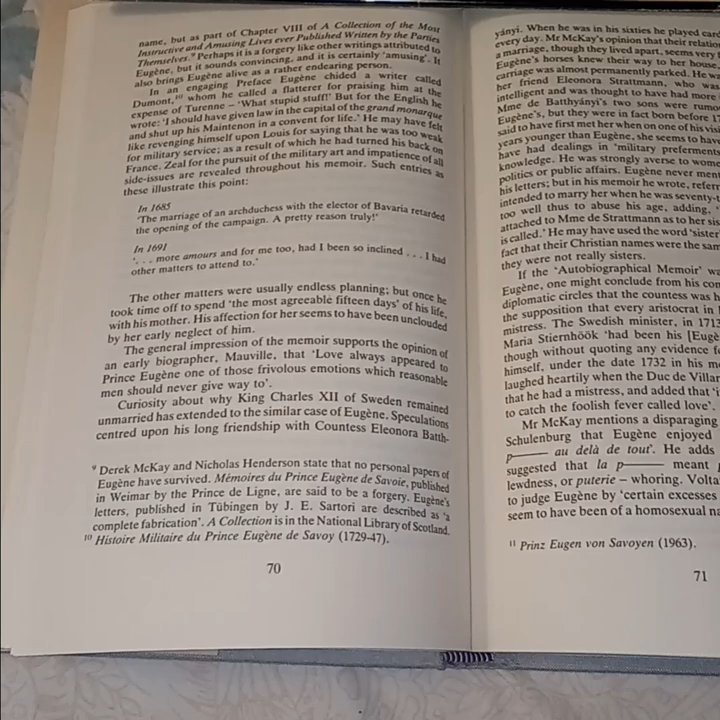 name, but as part of Chapter VIII of A Collection of the Most
Instructive and Amusing Lives ever Published Written by the Parties
Themselves.⁹ Perhaps it is a forgery like other writings attributed to
Eugène, but it sounds convincing, and it is certainly 'amusing'. It
also brings Eugène alive as a rather endearing person.
In an engaging Preface Eugène chided a writer called
Dumont,¹⁰ whom he called a flatterer for praising him at the
expense of Turenne – 'What stupid stuff!' But for the English he
wrote: 'I should have given law in the capital of the grand monarque
and shut up his Maintenon in a convent for life.' He may have felt
like revenging himself upon Louis for saying that he was too weak
for military service; as a result of which he had turned his back on
France. Zeal for the pursuit of the military art and impatience of all
side-issues are revealed throughout his memoir. Such entries as
these illustrate this point:
In 1685
'The marriage of an archduchess with the elector of Bavaria retarded
the opening of the campaign. A pretty reason truly!'
In 1691
'. . . more amours and for me too, had I been so inclined . . . I had
other matters to attend to.'
The other matters were usually endless planning; but once he
took time off to spend 'the most agreeable fifteen days' of his life,
with his mother. His affection for her seems to have been unclouded
by her early neglect of him.
The general impression of the memoir supports the opinion of
an early biographer, Mauville, that 'Love always appeared to
Prince Eugène one of those frivolous emotions which reasonable
men should never give way to'.
Curiosity about why King Charles XII of Sweden remained
unmarried has extended to the similar case of Eugène. Speculations
centred upon his long friendship with Countess Eleonora Batth-
⁹ Derek McKay and Nicholas Henderson state that no personal papers of
Eugène have survived. Mémoires du Prince Eugène de Savoie, published
in Weimar by the Prince de Ligne, are said to be a forgery. Eugène's
letters, published in Tübingen by J. E. Sartori are described as 'a
complete fabrication'. A Collection is in the National Library of Scotland.
¹⁰ Histoire Militaire du Prince Eugène de Savoy (1729-47).
70
yányi. When he was in his sixties he played card
every day. Mr McKay's opinion that their relatio
a marriage, though they lived apart, seems very
Eugène's horses knew their way to her house.
carriage was almost permanently parked. He wa
her friend Eleonora Strattmann, who was
intelligent and was thought to have had more
Mme de Batthyányi's two sons were rumou
Eugène's, but they were in fact born before 17
said to have first met her when on one of his visi
years younger than Eugène, she seems to have
have had dealings in 'military preferments
knowledge. He was strongly averse to wome
politics or public affairs. Eugène never ment
his letters; but in his memoir he wrote, referr
intended to marry her when he was seventy-t
too well thus to abuse his age, adding, '
attached to Mme de Strattmann as to her sis
is called.' He may have used the word 'sister'
fact that their Christian names were the sam
they were not really sisters.
If the 'Autobiographical Memoir' wa
Eugène, one might conclude from his con
diplomatic circles that the countess was h
the supposition that every aristocrat in
mistress. The Swedish minister, in 1713
Maria Stiernhöök 'had been his [Eugè
though without quoting any evidence f
himself, under the date 1732 in his m
laughed heartily when the Duc de Villar
that he had a mistress, and added that 'i
to catch the foolish fever called love'.
Mr McKay mentions a disparaging
Schulenburg that Eugène enjoyed
p—— au delà de tout'. He adds
suggested that la p—— meant
lewdness, or puterie – whoring. Volta
to judge Eugène by 'certain excesses
seem to have been of a homosexual na
¹¹ Prinz Eugen von Savoyen (1963).
71